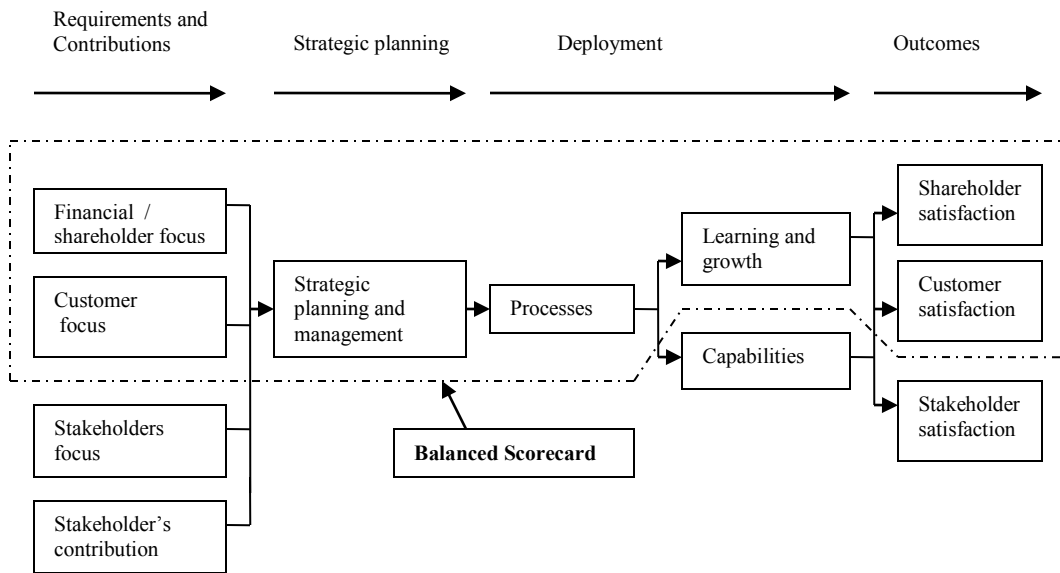 Requirements and
Contributions
Strategic planning
Deployment
Outcomes
Financial /
shareholder focus
Customer
focus
Stakeholders
focus
Stakeholder’s
contribution
Strategic
planning and
management
Processes
Learning and
growth
Capabilities
Balanced Scorecard
Shareholder
satisfaction
Customer
satisfaction
Stakeholder
satisfaction